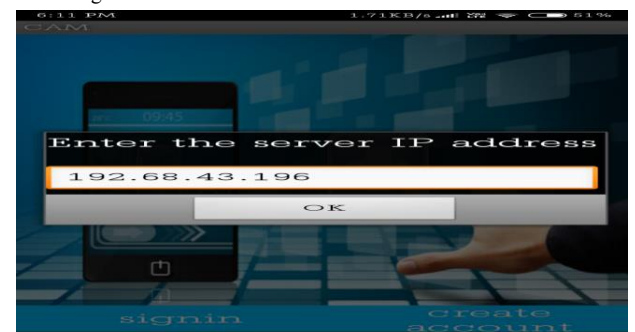 6:11 PM 1.71KB/s 51%
CAM
09:45
Enter the server IP address
192.68.43.196
OK
signin
create
account